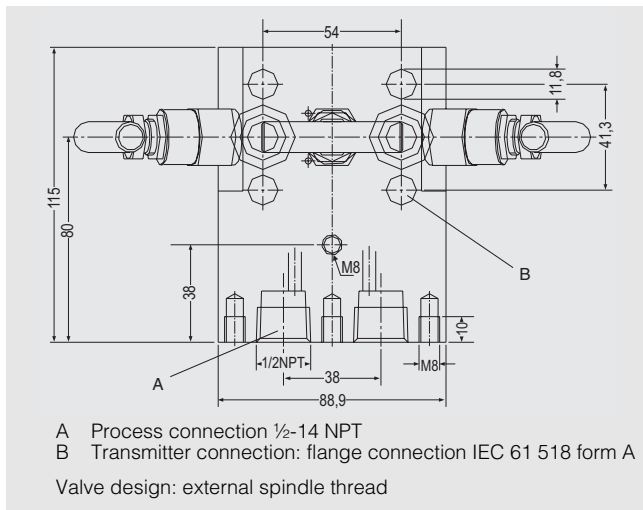 54
11,8
41,3
115
80
38
M8
B
10
A
1/2NPT
38
M8
88,9
A Process connection ½-14 NPT
B Transmitter connection: flange connection IEC 61 518 form A
Valve design: external spindle thread